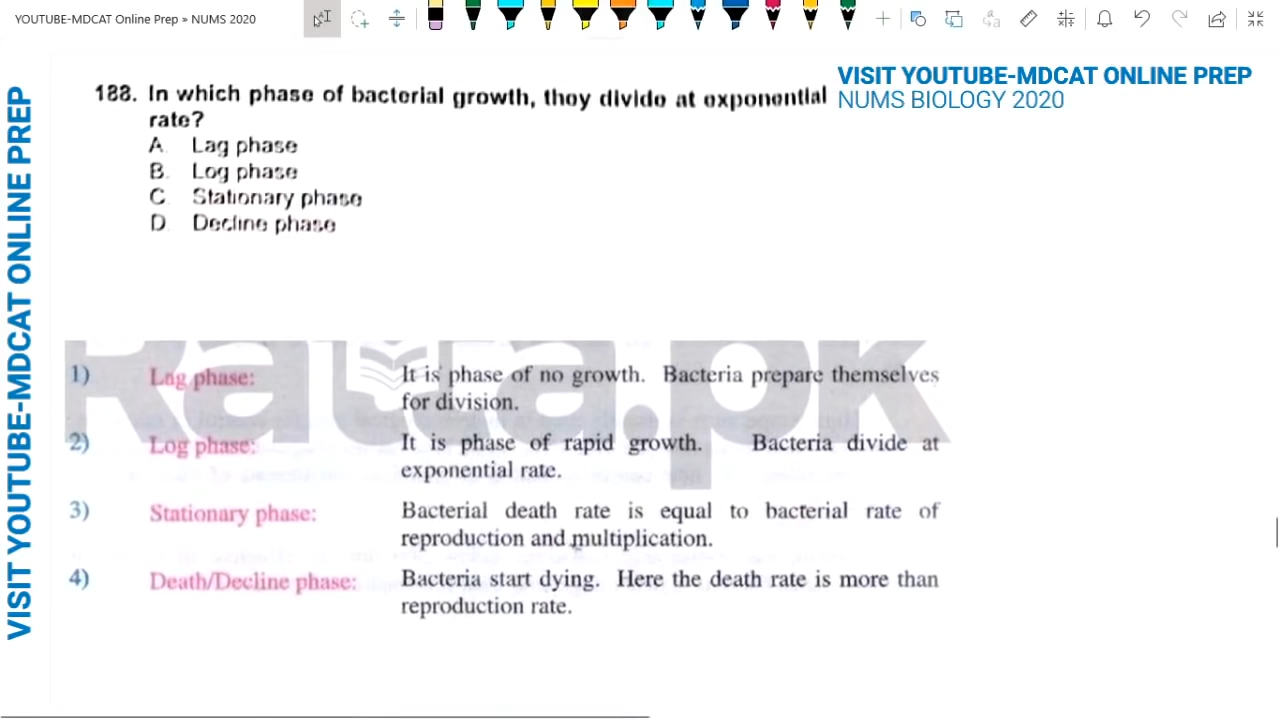 YOUTUBE-MDCAT Online Prep » NUMS 2020
VISIT YOUTUBE-MDCAT ONLINE PREP
VISIT YOUTUBE-MDCAT ONLINE PREP
NUMS BIOLOGY 2020
188. In which phase of bacterial growth, they divide at exponential
rate?
A. Lag phase
B. Log phase
C. Stationary phase
D. Decline phase
Ratta.pk
1) Lag phase: It is phase of no growth. Bacteria prepare themselves
for division.
2) Log phase: It is phase of rapid growth. Bacteria divide at
exponential rate.
3) Stationary phase: Bacterial death rate is equal to bacterial rate of
reproduction and multiplication.
4) Death/Decline phase: Bacteria start dying. Here the death rate is more than
reproduction rate.